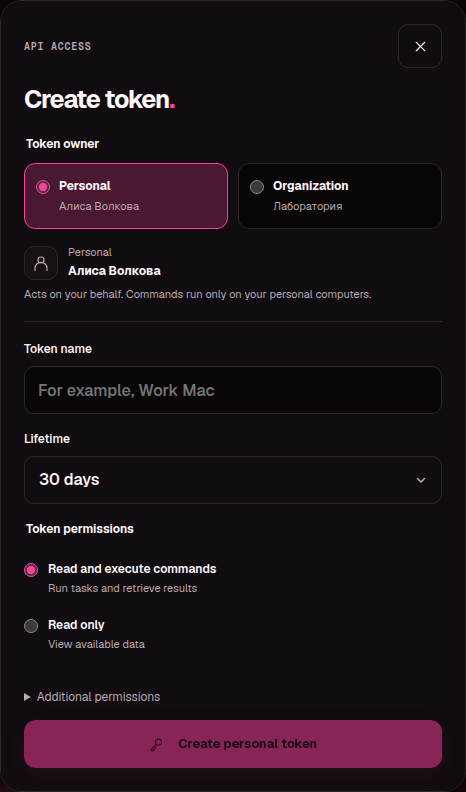 API ACCESS
Create token.
Token owner
Personal
Алиса Волкова
Organization
Лаборатория
Personal
Алиса Волкова
Acts on your behalf. Commands run only on your personal computers.
Token name
For example, Work Mac
Lifetime
30 days
Token permissions
Read and execute commands
Run tasks and retrieve results
Read only
View available data
Additional permissions
Create personal token